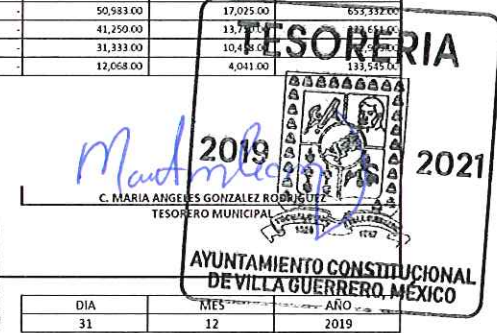 - 50,983.00 17,025.00 653,332.00
- 41,250.00
- 31,333.00
- 12,068.00 4,041.00 133,545.00
TESORERIA
2019 2021
C. MARIA ANGELES GONZALEZ RODRIGUEZ
TESORERO MUNICIPAL
AYUNTAMIENTO CONSTITUCIONAL
DE VILLA GUERRERO, MÉXICO
DIA MES AÑO
31 12 2019